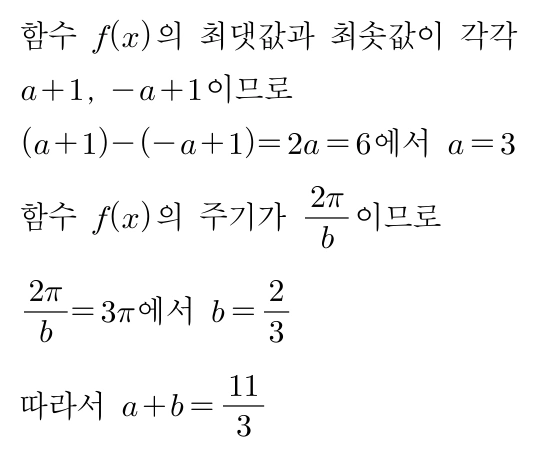 함수 f(x)의 최댓값과 최솟값이 각각
a+1, -a+1이므로
(a+1)-(-a+1)=2a=6에서 a=3
함수 f(x)의 주기가 2π/b이므로
2π/b=3π에서 b=2/3
따라서 a+b=11/3